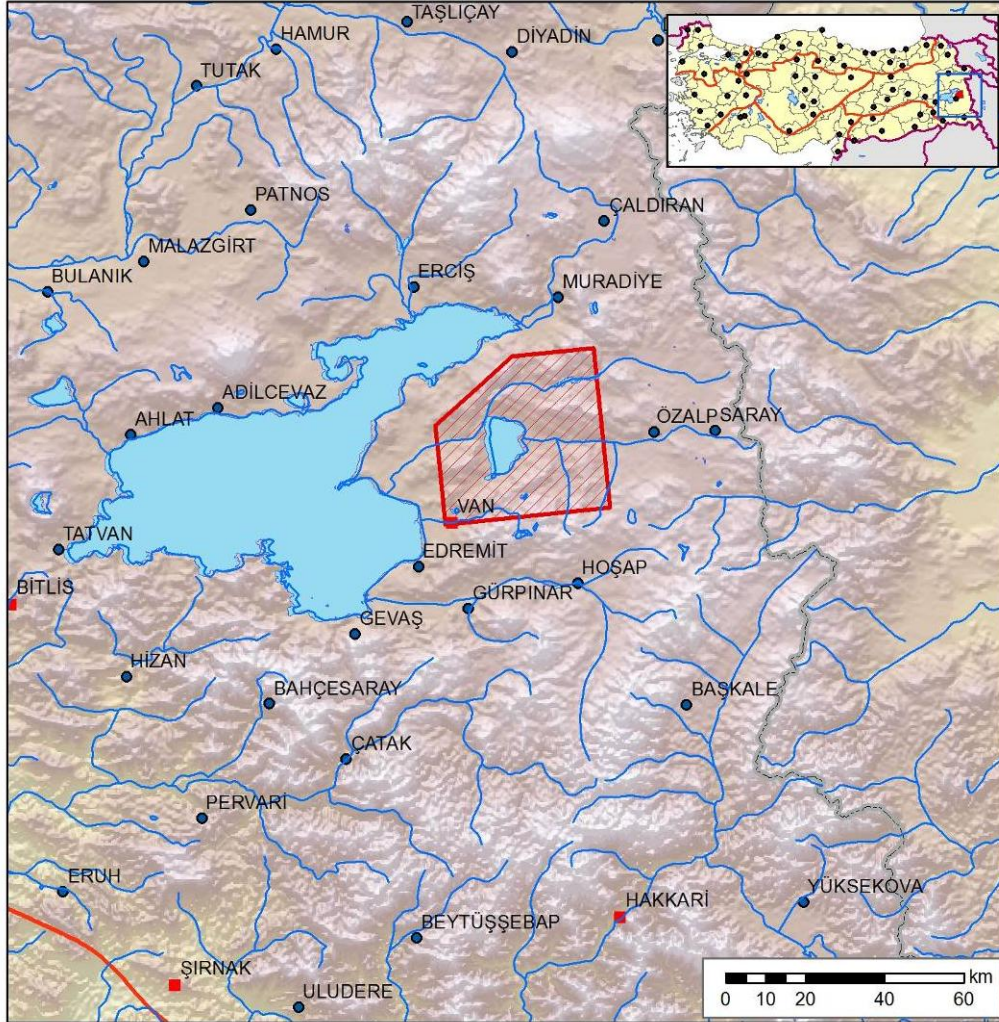 TAŞLIÇAY
HAMUR
DİYADİN
TUTAK
PATNOS
ÇALDIRAN
MALAZGİRT
BULANIK
ERCİŞ
MURADİYE
ADİLCEVAZ
AHLAT
ÖZALP
SARAY
VAN
TATVAN
EDREMİT
BİTLİS
HOŞAP
GÜRPINAR
GEVAŞ
HİZAN
BAHÇESARAY
BAŞKALE
ÇATAK
PERVARİ
ERUH
YÜKSEKOVA
HAKKARİ
BEYTÜŞŞEBAP
ŞIRNAK
ULUDERE
km
0 10 20 40 60